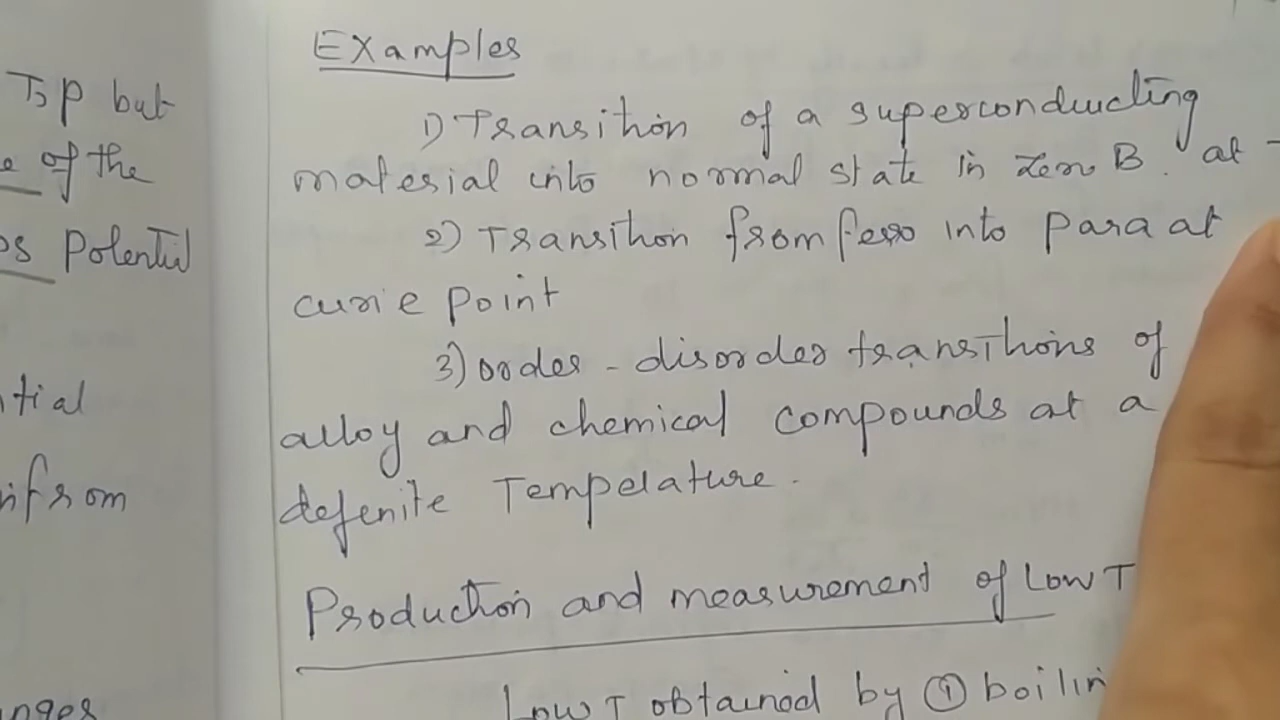 T, P but
of the
Potential
tial
from
nges
Examples
1) Transition of a superconducting
material into normal state in zero B. at
2) Transition from ferro into para at
curie point
3) order - disorder transitions of
alloy and chemical compounds at a
defenite Temperature.
Production and measurement of Low T
Low T obtained by ① boilin